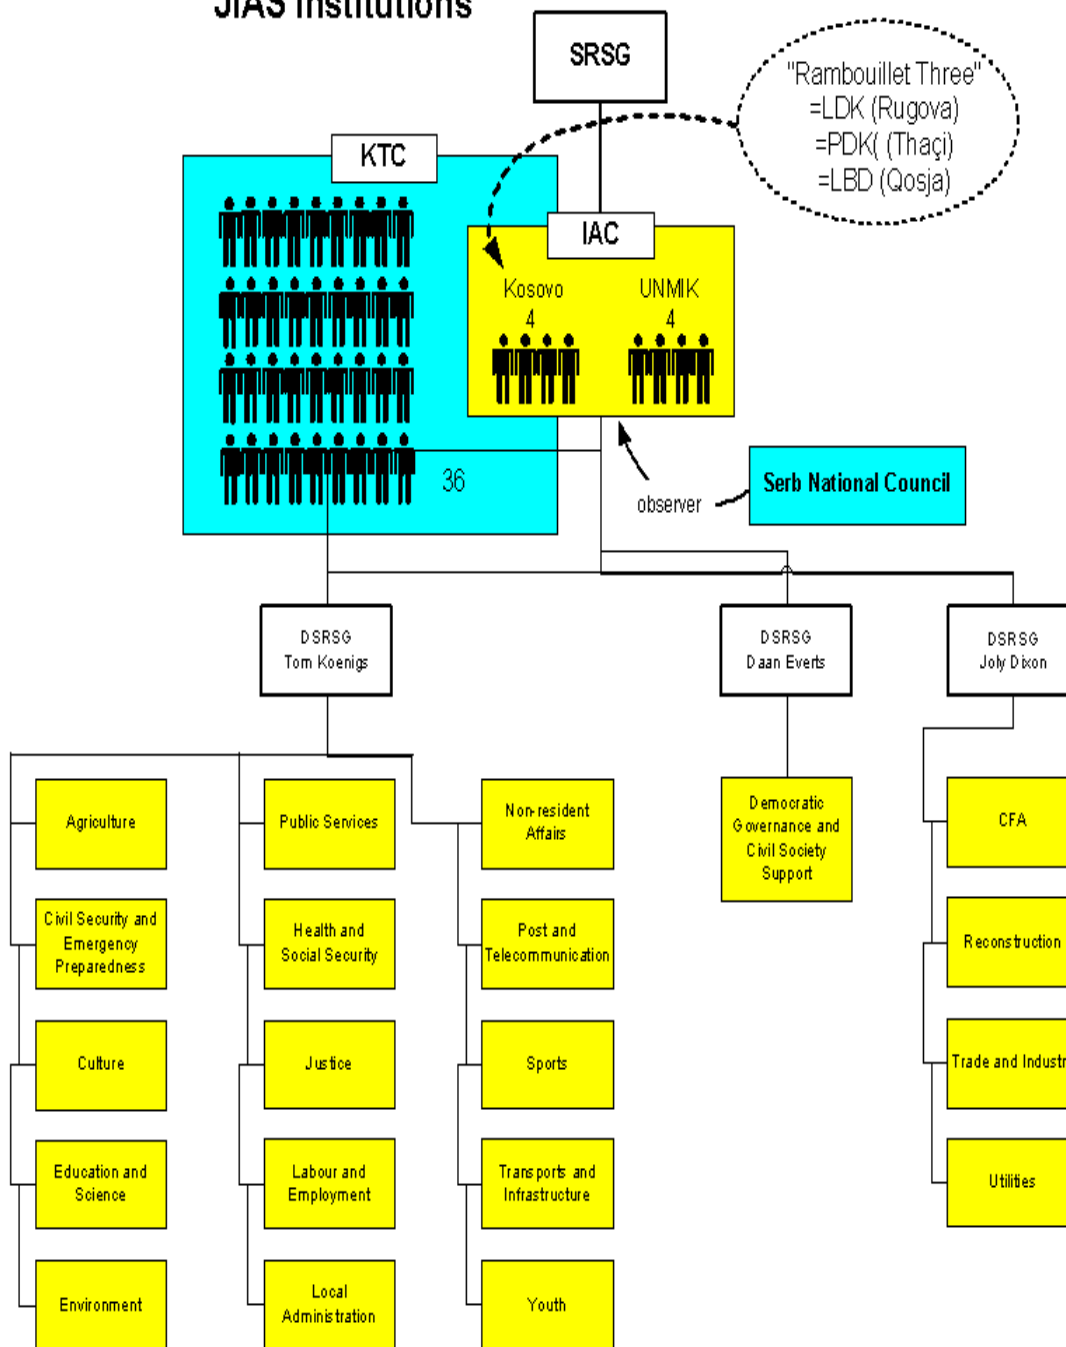 JIAS Institutions
SRSG
"Rambouillet Three"
=LDK (Rugova)
=PDK( (Thaçi)
=LBD (Qosja)
KTC
IAC
Kosovo
4
UNMIK
4
36
observer
Serb National Council
DSRSG
Tom Koenigs
DSRSG
Daan Everts
DSRSG
Joly Dixon
Agriculture
Public Services
Non-resident
Affairs
Democratic
Governance and
Civil Society
Support
CFA
Civil Security and
Emergency
Preparedness
Health and
Social Security
Post and
Telecommunication
Reconstruction
Culture
Justice
Sports
Trade and Industr
Education and
Science
Labour and
Employment
Transports and
Infrastructure
Utilities
Environment
Local
Administration
Youth